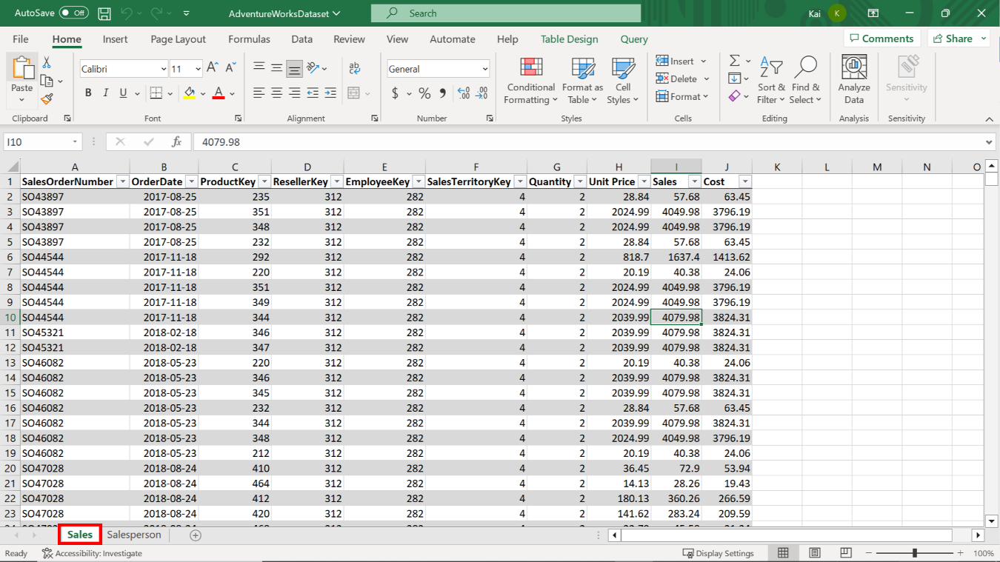 AutoSave Off AdventureWorksDataset Search Kai K
File Home Insert Page Layout Formulas Data Review View Automate Help Table Design Query Comments Share
Paste
Clipboard
Calibri 11 A A
B I U A
Font
ab
Alignment
General
$ % 9 .00 .00
Number
Conditional Formatting
Format as Table
Cell Styles
Styles
Insert
Delete
Format
Cells
Sort & Filter
Find & Select
Editing
Analyze Data
Analysis
Sensitivity
Sensitivity
I10 fx 4079.98
A B C D E F G H I J K L M N O
1 SalesOrderNumber OrderDate ProductKey ResellerKey EmployeeKey SalesTerritoryKey Quantity Unit Price Sales Cost
2 SO43897 2017-08-25 235 312 282 4 2 28.84 57.68 63.45
3 SO43897 2017-08-25 351 312 282 4 2 2024.99 4049.98 3796.19
4 SO43897 2017-08-25 348 312 282 4 2 2024.99 4049.98 3796.19
5 SO43897 2017-08-25 232 312 282 4 2 28.84 57.68 63.45
6 SO44544 2017-11-18 292 312 282 4 2 818.7 1637.4 1413.62
7 SO44544 2017-11-18 220 312 282 4 2 20.19 40.38 24.06
8 SO44544 2017-11-18 351 312 282 4 2 2024.99 4049.98 3796.19
9 SO44544 2017-11-18 349 312 282 4 2 2024.99 4049.98 3796.19
10 SO44544 2017-11-18 344 312 282 4 2 2039.99 4079.98 3824.31
11 SO45321 2018-02-18 346 312 282 4 2 2039.99 4079.98 3824.31
12 SO45321 2018-02-18 347 312 282 4 2 2039.99 4079.98 3824.31
13 SO46082 2018-05-23 220 312 282 4 2 20.19 40.38 24.06
14 SO46082 2018-05-23 346 312 282 4 2 2039.99 4079.98 3824.31
15 SO46082 2018-05-23 345 312 282 4 2 2039.99 4079.98 3824.31
16 SO46082 2018-05-23 232 312 282 4 2 28.84 57.68 63.45
17 SO46082 2018-05-23 344 312 282 4 2 2039.99 4079.98 3824.31
18 SO46082 2018-05-23 348 312 282 4 2 2024.99 4049.98 3796.19
19 SO46082 2018-05-23 212 312 282 4 2 20.19 40.38 24.06
20 SO47028 2018-08-24 410 312 282 4 2 36.45 72.9 53.94
21 SO47028 2018-08-24 464 312 282 4 2 14.13 28.26 19.43
22 SO47028 2018-08-24 412 312 282 4 2 180.13 360.26 266.59
23 SO47028 2018-08-24 420 312 282 4 2 141.62 283.24 209.59
Sales Salesperson
Ready Accessibility: Investigate Display Settings 100%